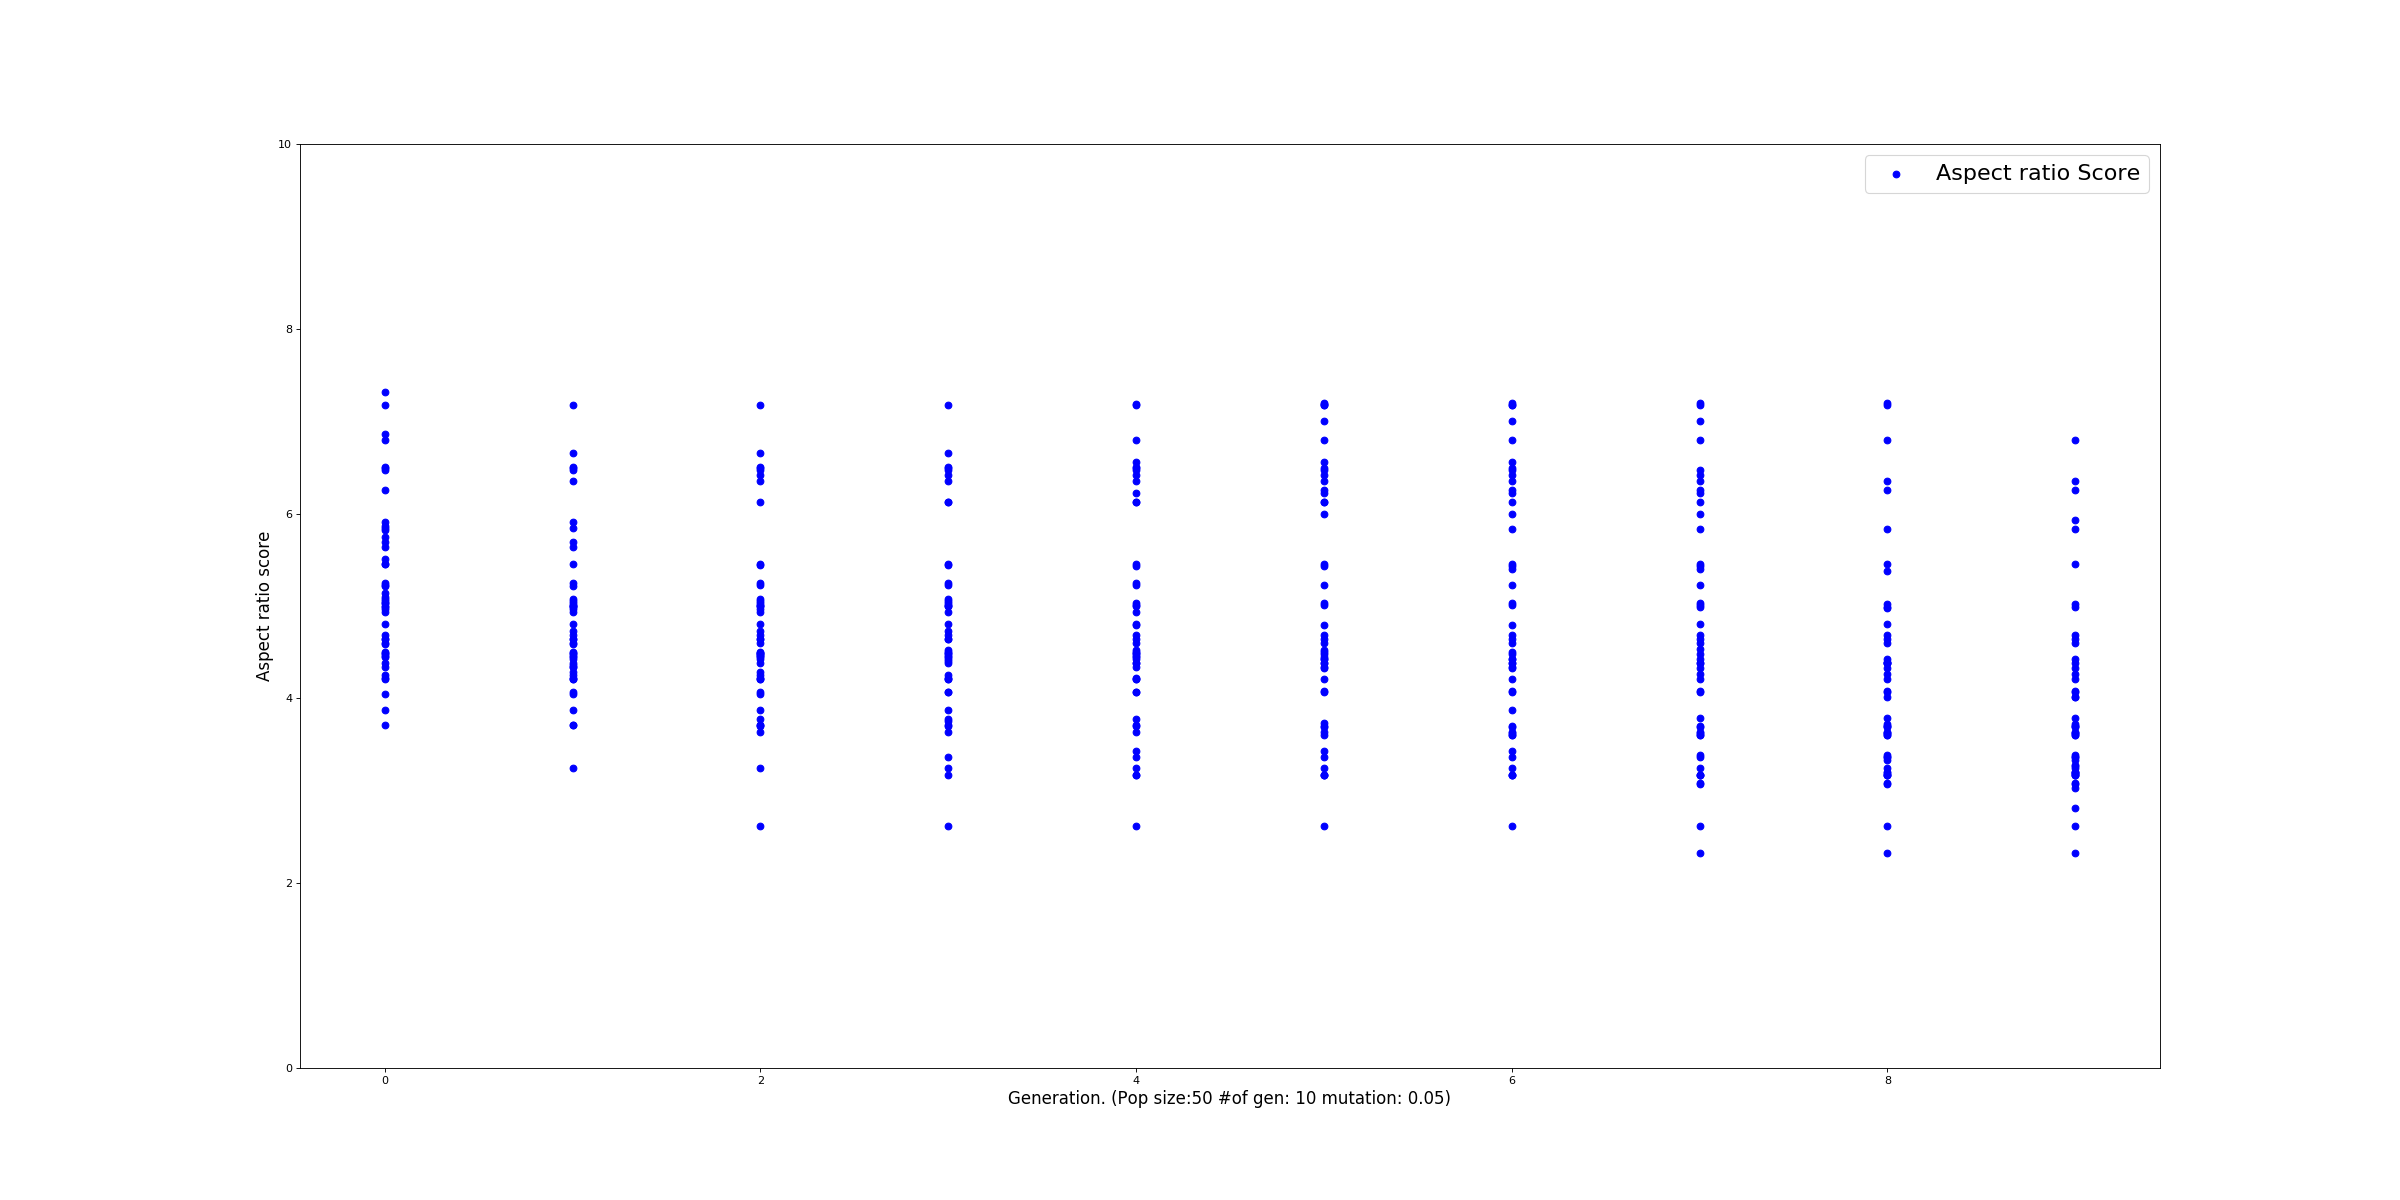 10
Aspect ratio Score
8
6
4
2
0
Aspect ratio score
0 2 4 6 8
Generation. (Pop size:50 #of gen: 10 mutation: 0.05)